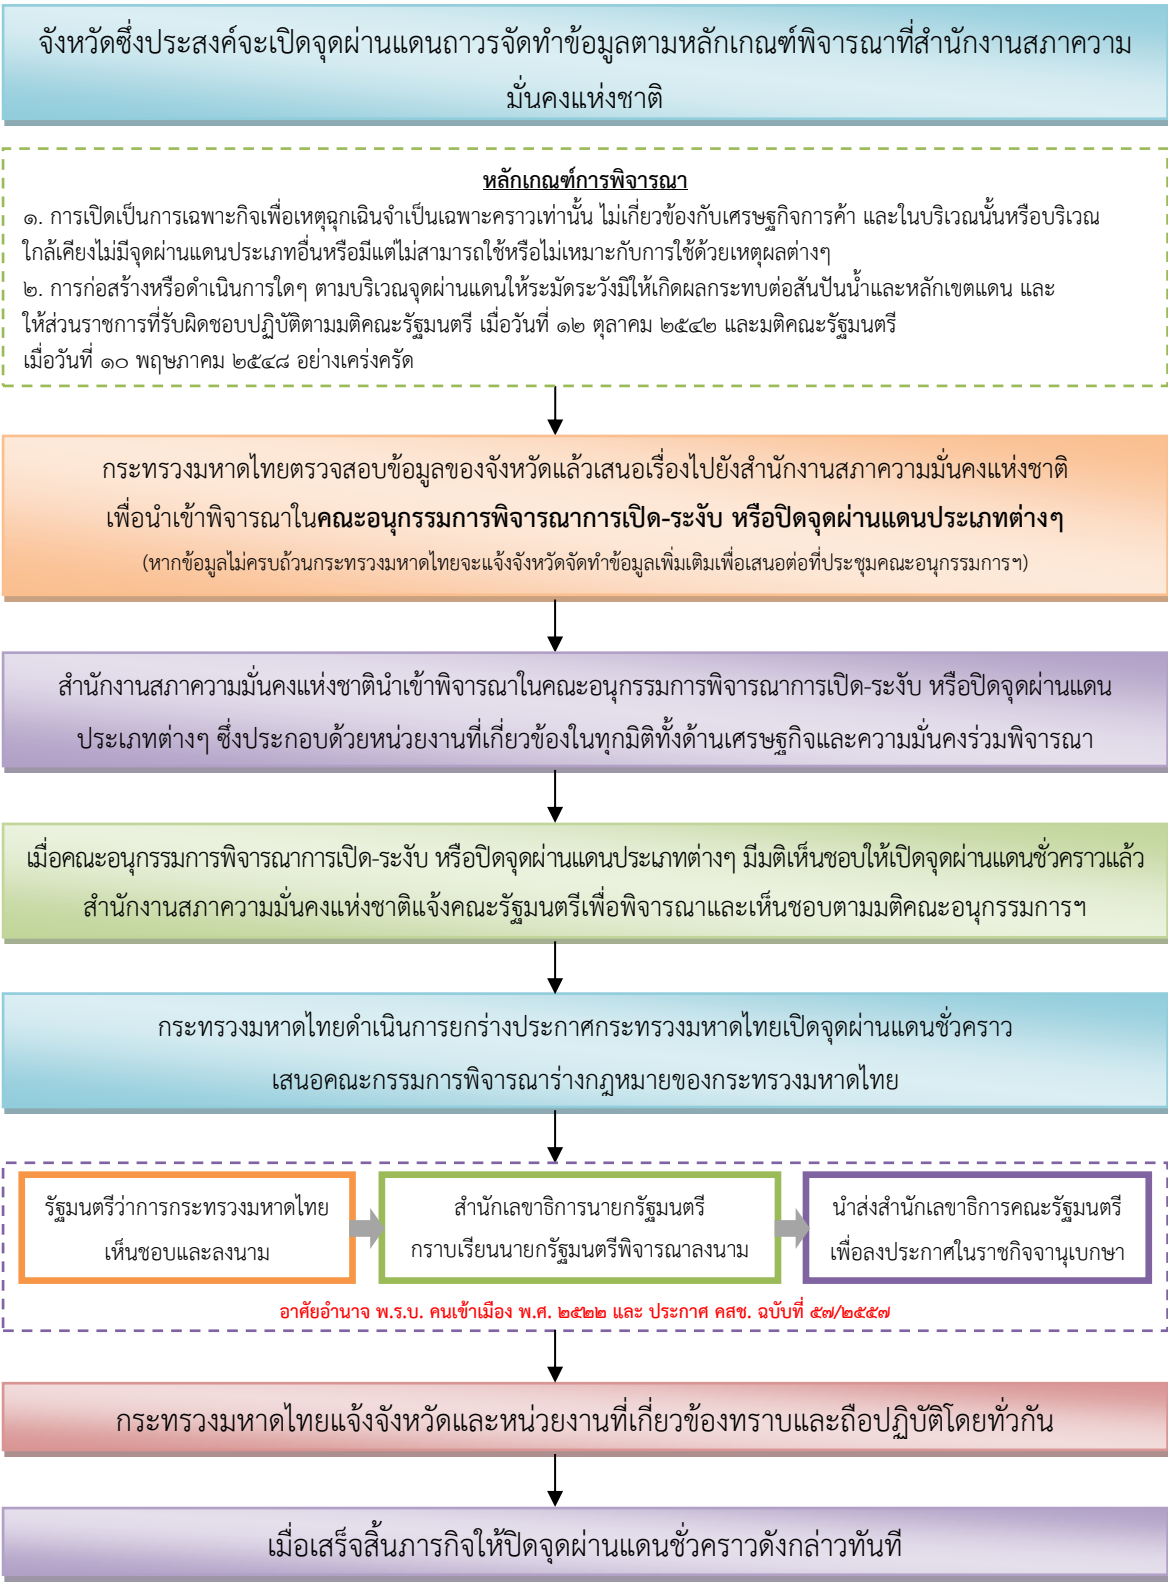 จังหวัดซึ่งประสงค์จะเปิดจุดผ่านแดนถาวรจัดทำข้อมูลตามหลักเกณฑ์พิจารณาที่สำนักงานสภาความ
มั่นคงแห่งชาติ
หลักเกณฑ์การพิจารณา
๑. การเปิดเป็นการเฉพาะกิจเพื่อเหตุฉุกเฉินจำเป็นเฉพาะคราวเท่านั้น ไม่เกี่ยวข้องกับเศรษฐกิจการค้า และในบริเวณนั้นหรือบริเวณ
ใกล้เคียงไม่มีจุดผ่านแดนประเภทอื่นหรือมีแต่ไม่สามารถใช้หรือไม่เหมาะกับการใช้ด้วยเหตุผลต่างๆ
๒. การก่อสร้างหรือดำเนินการใดๆ ตามบริเวณจุดผ่านแดนให้ระมัดระวังมิให้เกิดผลกระทบต่อสันปันน้ำและหลักเขตแดน และ
ให้ส่วนราชการที่รับผิดชอบปฏิบัติตามมติคณะรัฐมนตรี เมื่อวันที่ ๑๒ ตุลาคม ๒๕๔๒ และมติคณะรัฐมนตรี
เมื่อวันที่ ๑๐ พฤษภาคม ๒๕๔๘ อย่างเคร่งครัด
กระทรวงมหาดไทยตรวจสอบข้อมูลของจังหวัดแล้วเสนอเรื่องไปยังสำนักงานสภาความมั่นคงแห่งชาติ
เพื่อนำเข้าพิจารณาในคณะอนุกรรมการพิจารณาการเปิด-ระงับ หรือปิดจุดผ่านแดนประเภทต่างๆ
(หากข้อมูลไม่ครบถ้วนกระทรวงมหาดไทยจะแจ้งจังหวัดจัดทำข้อมูลเพิ่มเติมเพื่อเสนอต่อที่ประชุมคณะอนุกรรมการฯ)
สำนักงานสภาความมั่นคงแห่งชาตินำเข้าพิจารณาในคณะอนุกรรมการพิจารณาการเปิด-ระงับ หรือปิดจุดผ่านแดน
ประเภทต่างๆ ซึ่งประกอบด้วยหน่วยงานที่เกี่ยวข้องในทุกมิติทั้งด้านเศรษฐกิจและความมั่นคงร่วมพิจารณา
เมื่อคณะอนุกรรมการพิจารณาการเปิด-ระงับ หรือปิดจุดผ่านแดนประเภทต่างๆ มีมติเห็นชอบให้เปิดจุดผ่านแดนชั่วคราวแล้ว
สำนักงานสภาความมั่นคงแห่งชาติแจ้งคณะรัฐมนตรีเพื่อพิจารณาและเห็นชอบตามมติคณะอนุกรรมการฯ
กระทรวงมหาดไทยดำเนินการยกร่างประกาศกระทรวงมหาดไทยเปิดจุดผ่านแดนชั่วคราว
เสนอคณะกรรมการพิจารณาร่างกฎหมายของกระทรวงมหาดไทย
รัฐมนตรีว่าการกระทรวงมหาดไทย
เห็นชอบและลงนาม
สำนักเลขาธิการนายกรัฐมนตรี
กราบเรียนนายกรัฐมนตรีพิจารณาลงนาม
นำส่งสำนักเลขาธิการคณะรัฐมนตรี
เพื่อลงประกาศในราชกิจจานุเบกษา
อาศัยอำนาจ พ.ร.บ. คนเข้าเมือง พ.ศ. ๒๕๒๒ และ ประกาศ คสช. ฉบับที่ ๕๗/๒๕๕๗
กระทรวงมหาดไทยแจ้งจังหวัดและหน่วยงานที่เกี่ยวข้องทราบและถือปฏิบัติโดยทั่วกัน
เมื่อเสร็จสิ้นภารกิจให้ปิดจุดผ่านแดนชั่วคราวดังกล่าวทันที